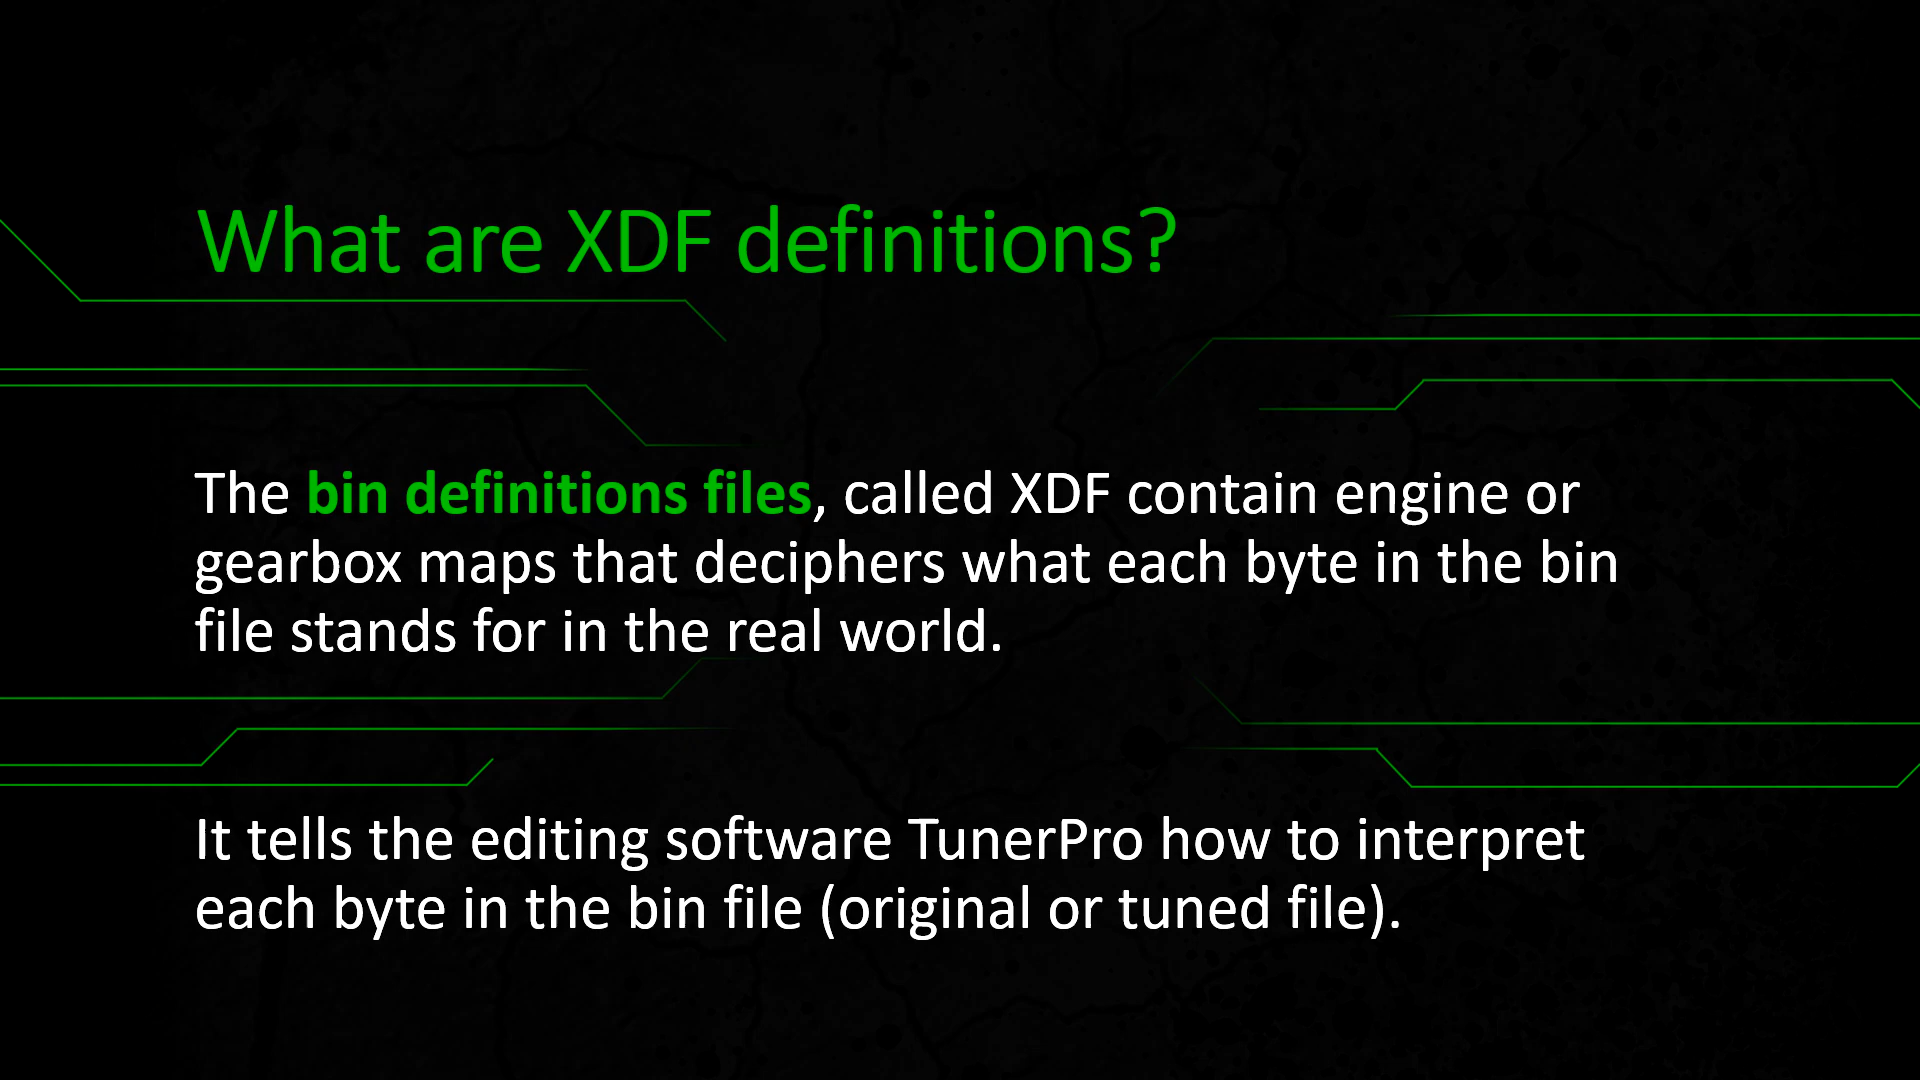 What are XDF definitions?
The bin definitions files, called XDF contain engine or
gearbox maps that deciphers what each byte in the bin
file stands for in the real world.
It tells the editing software TunerPro how to interpret
each byte in the bin file (original or tuned file).